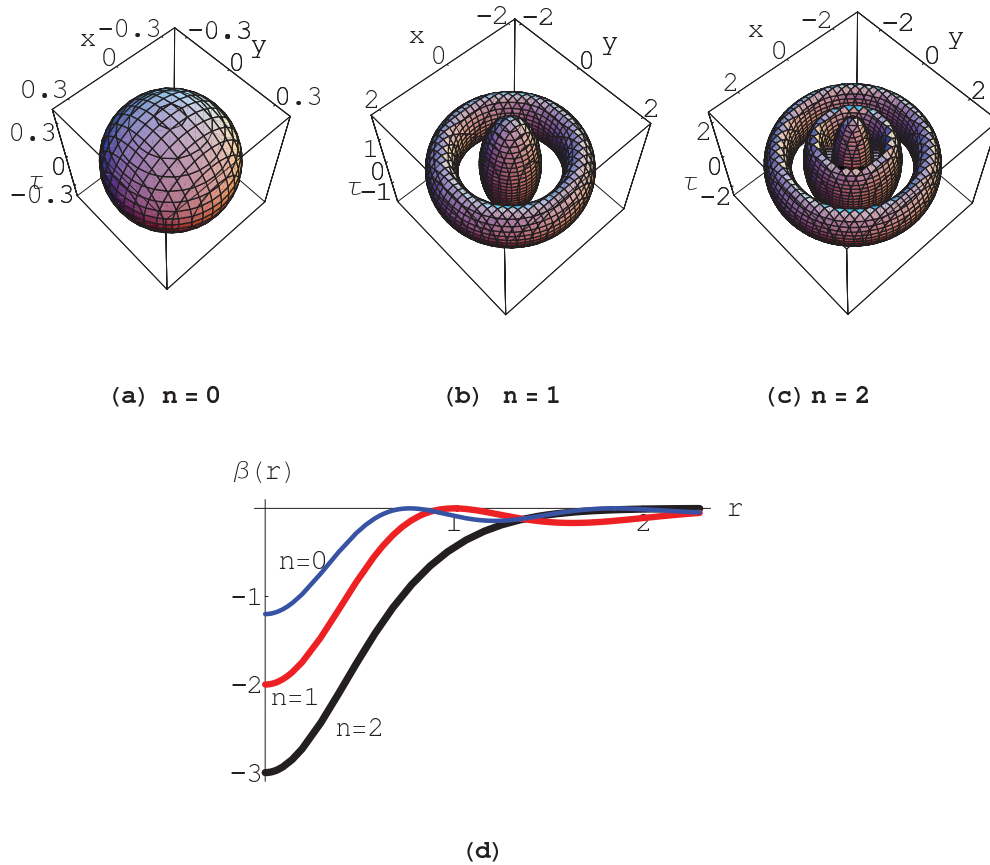 x -0.3 -0.3 y
0 0
0.3 0.3
0.3
0
τ
-0.3
x -2 -2 y
0 0
2 2
1
0
τ -1
x -2 -2 y
0 0
2 2
2
0
τ -2
(a) n = 0
(b) n = 1
(c) n = 2
β(r)
1 2 r
n=0
-1
-2
n=1
n=2
-3
(d)